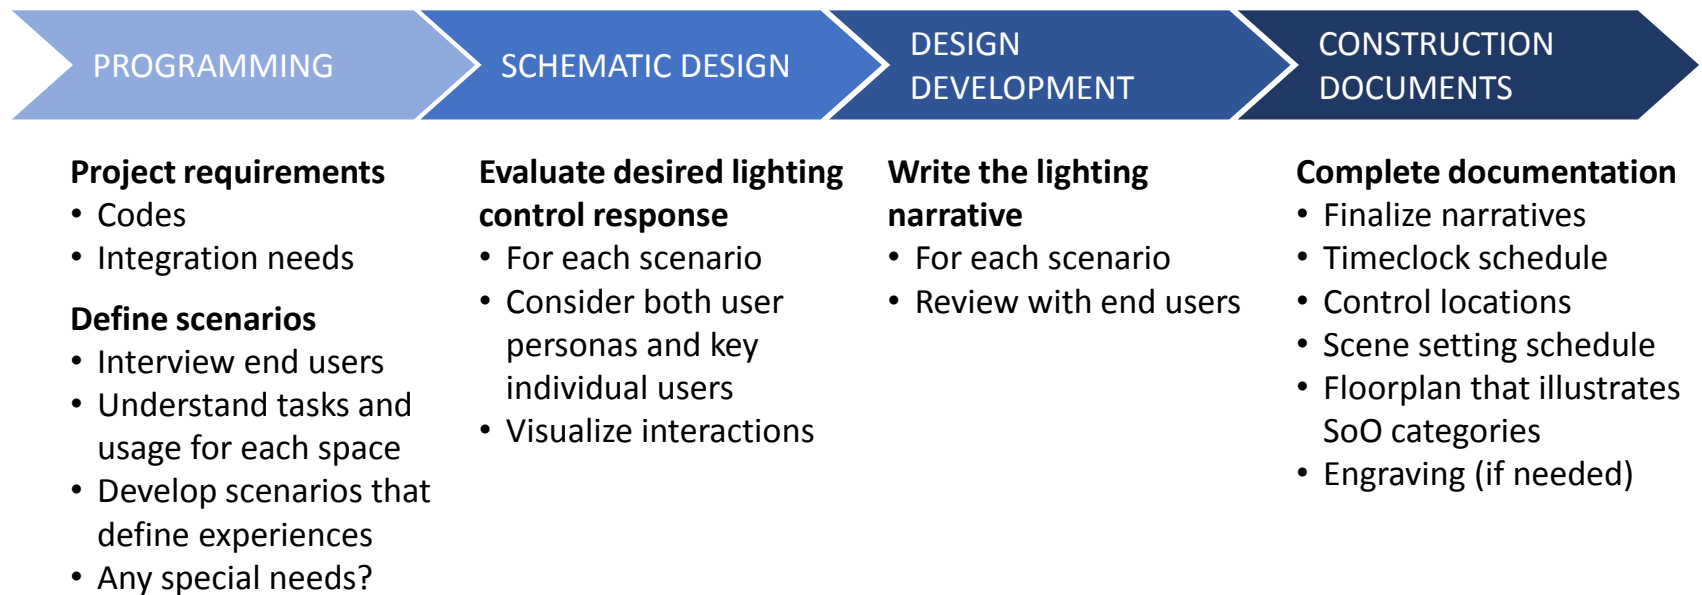 PROGRAMMING
SCHEMATIC DESIGN
DESIGN
DEVELOPMENT
CONSTRUCTION
DOCUMENTS
Project requirements
• Codes
• Integration needs
Define scenarios
• Interview end users
• Understand tasks and
usage for each space
• Develop scenarios that
define experiences
• Any special needs?
Evaluate desired lighting
control response
• For each scenario
• Consider both user
personas and key
individual users
• Visualize interactions
Write the lighting
narrative
• For each scenario
• Review with end users
Complete documentation
• Finalize narratives
• Timeclock schedule
• Control locations
• Scene setting schedule
• Floorplan that illustrates
SoO categories
• Engraving (if needed)